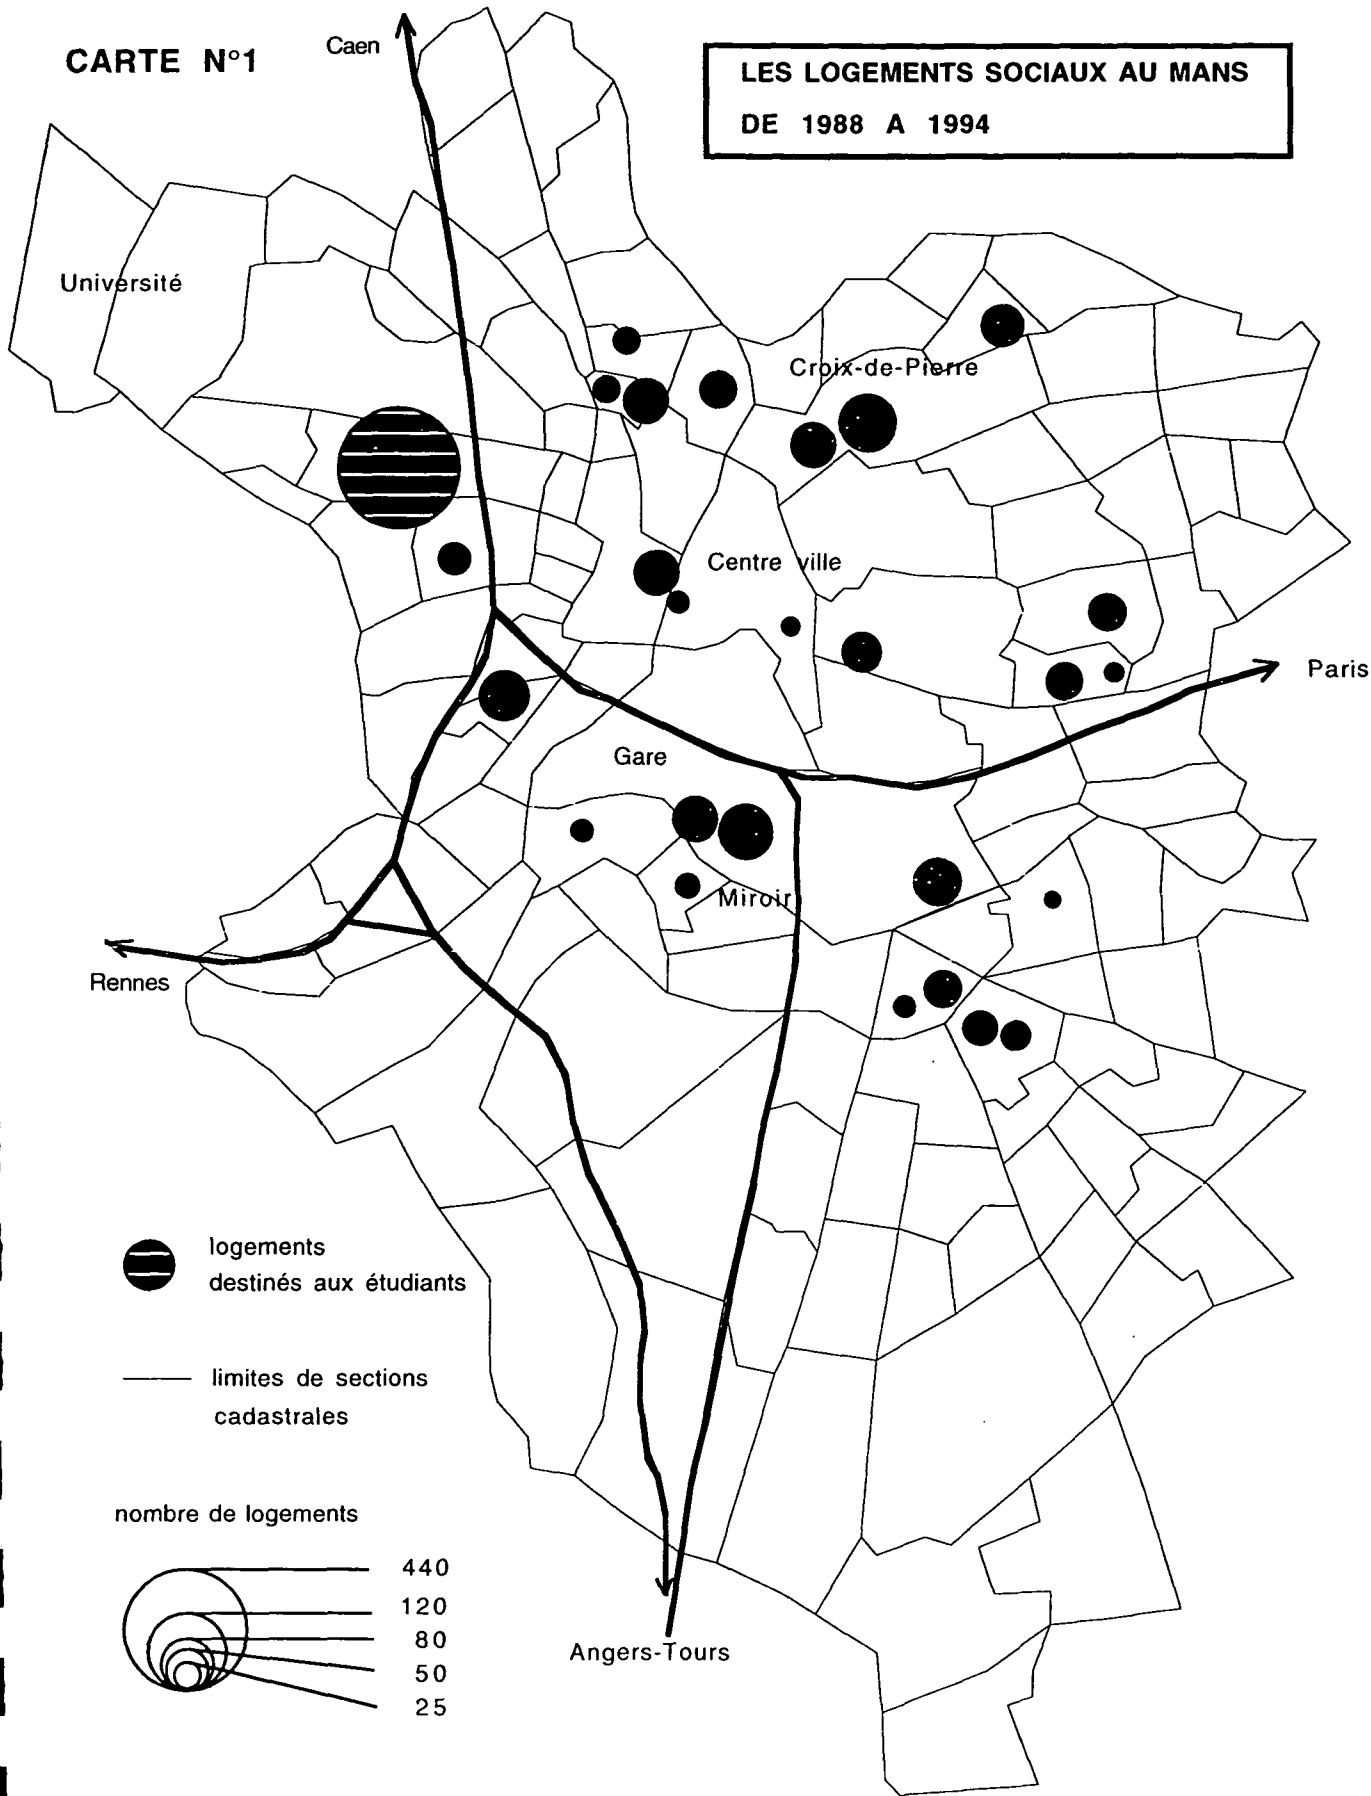 CARTE N°1
Caen
LES LOGEMENTS SOCIAUX AU MANS
DE 1988 A 1994
Université
Croix-de-Pierre
Centre ville
Paris
Gare
Miroir
Rennes
logements
destinés aux étudiants
limites de sections
cadastrales
nombre de logements
440
120
80
50
25
Angers-Tours